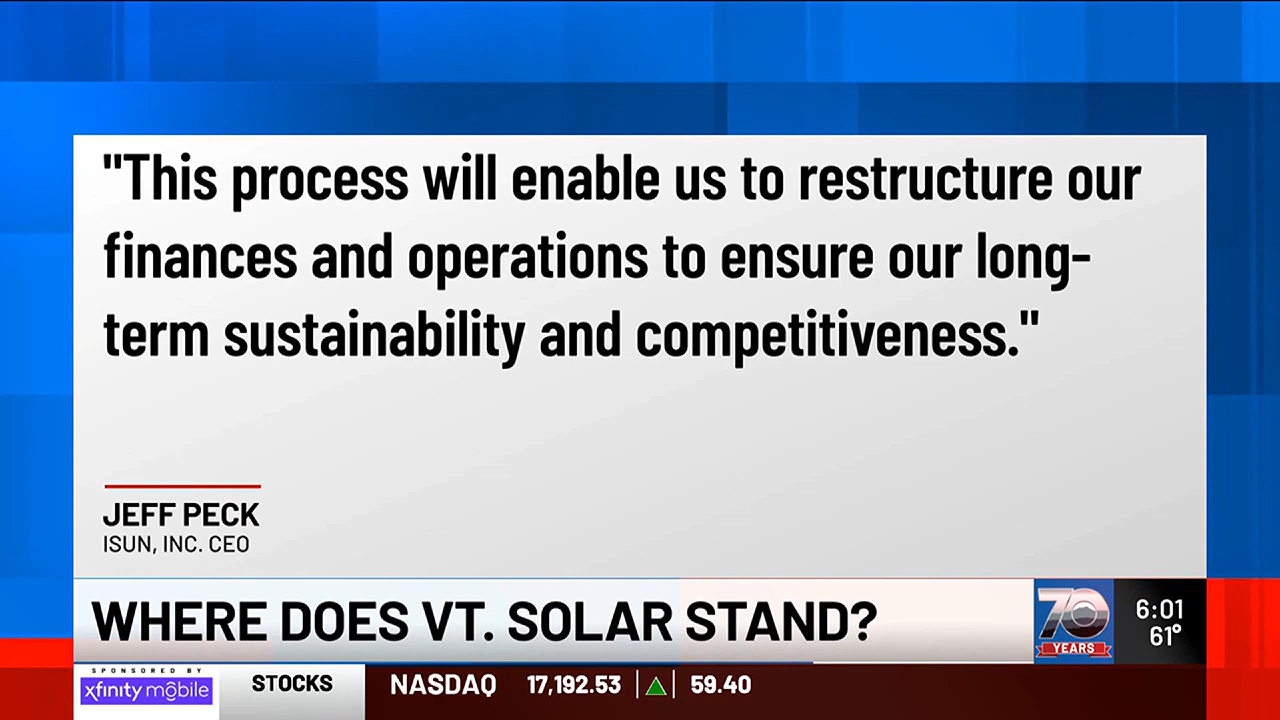 "This process will enable us to restructure our
finances and operations to ensure our long-
term sustainability and competitiveness."
JEFF PECK
ISUN, INC. CEO
WHERE DOES VT. SOLAR STAND?
70
YEARS
6:01
61°
SPONSORED BY
xfinity mobile
STOCKS
NASDAQ 17,192.53 59.40